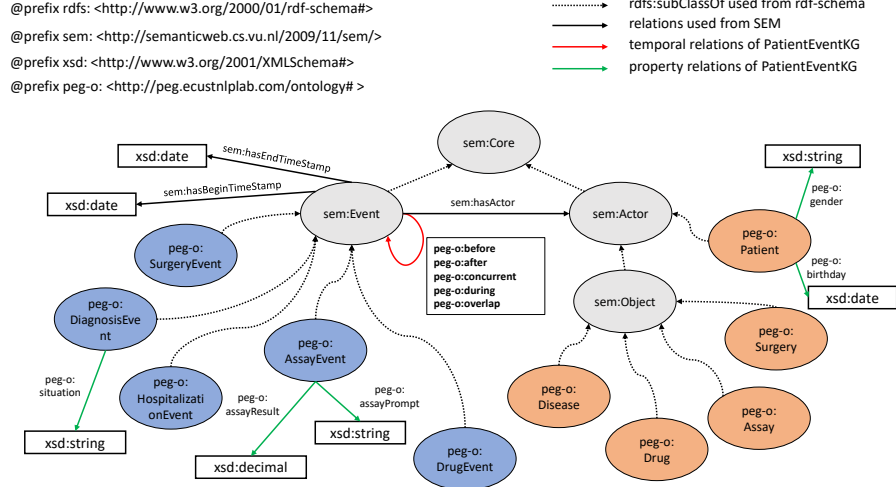 @prefix rdfs: <http://www.w3.org/2000/01/rdf-schema#>
rdfs:subClassOf used from rdf-schema
@prefix sem: <http://semanticweb.cs.vu.nl/2009/11/sem/>
relations used from SEM
@prefix xsd: <http://www.w3.org/2001/XMLSchema#>
temporal relations of PatientEventKG
@prefix peg-o: <http://peg.ecustnlplab.com/ontology# >
property relations of PatientEventKG
sem:Core
xsd:date
sem:hasEndTimeStamp
xsd:string
sem:hasBeginTimeStamp
xsd:date
peg-o:
gender
sem:Event
sem:hasActor
sem:Actor
peg-o:
Patient
peg-o:
SurgeryEvent
peg-o:before
peg-o:after
peg-o:concurrent
peg-o:during
peg-o:overlap
peg-o:
birthday
xsd:date
sem:Object
peg-o:
DiagnosisEve
nt
peg-o:
Surgery
peg-o:
AssayEvent
peg-o:
situation
peg-o:
Hospitalizati
onEvent
peg-o:
assayResult
peg-o:
assayPrompt
peg-o:
Disease
peg-o:
Assay
xsd:string
xsd:string
peg-o:
Drug
xsd:decimal
peg-o:
DrugEvent